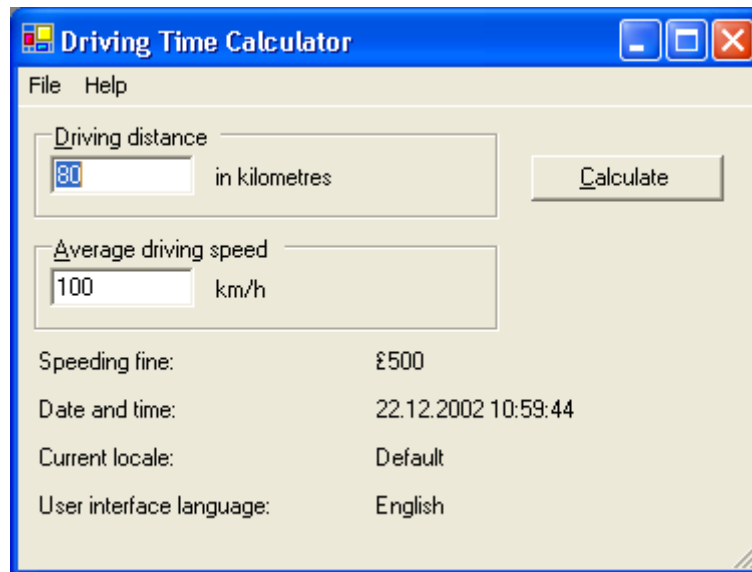 Driving Time Calculator
File Help
Driving distance
80 in kilometres
Calculate
Average driving speed
100 km/h
Speeding fine: £500
Date and time: 22.12.2002 10:59:44
Current locale: Default
User interface language: English